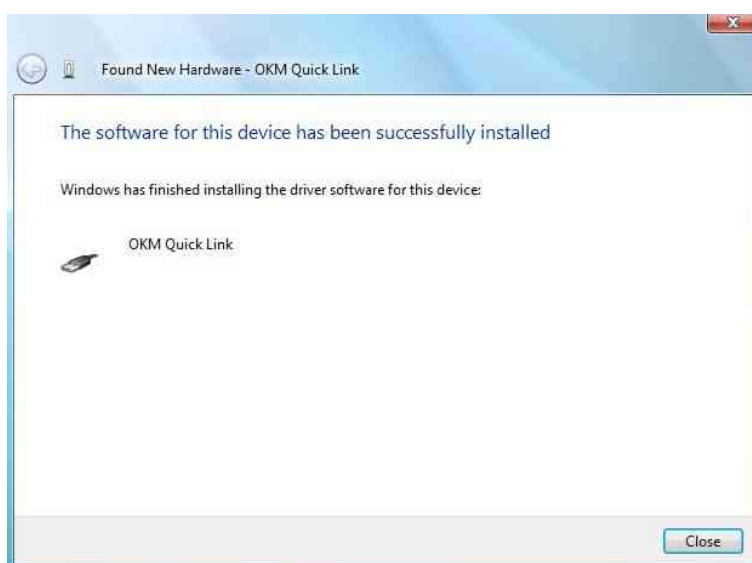 Found New Hardware - OKM Quick Link
The software for this device has been successfully installed
Windows has finished installing the driver software for this device:
OKM Quick Link
Close